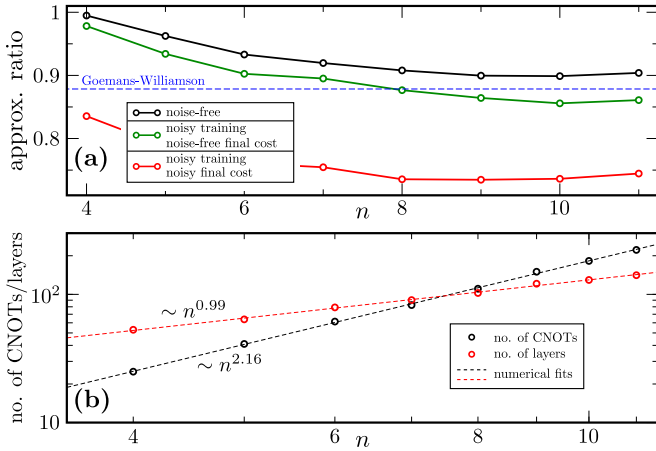 approx. ratio
1
0.9
0.8
Goemans-Williamson
noise-free
noisy training
noise-free final cost
noisy training
noisy final cost
(a)
4
6
8
10
n
no. of CNOTs/layers
10²
10
∼ n^0.99
∼ n^2.16
no. of CNOTs
no. of layers
numerical fits
(b)
4
6
8
10
n